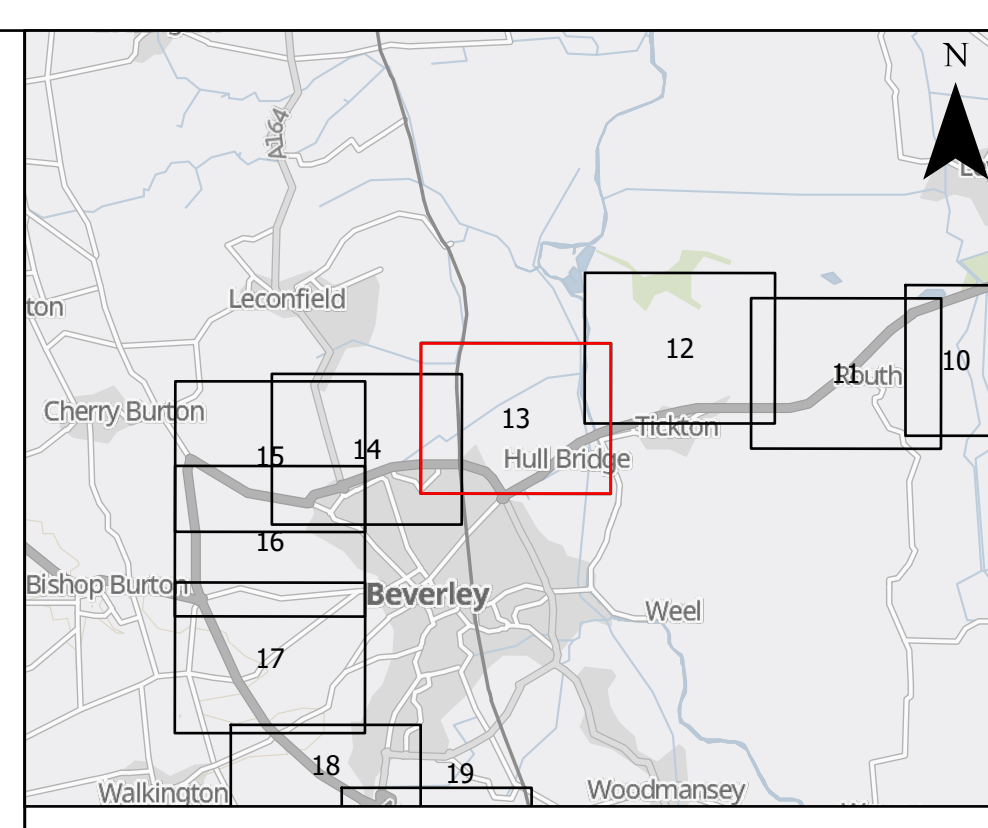 N
A164
Leconfield
ton
12
11
Routh
10
Cherry Burton
13
Tickton
14
15
Hull Bridge
16
Bishop Burton
Beverley
Weel
17
18
19
Walkington
Woodmansey